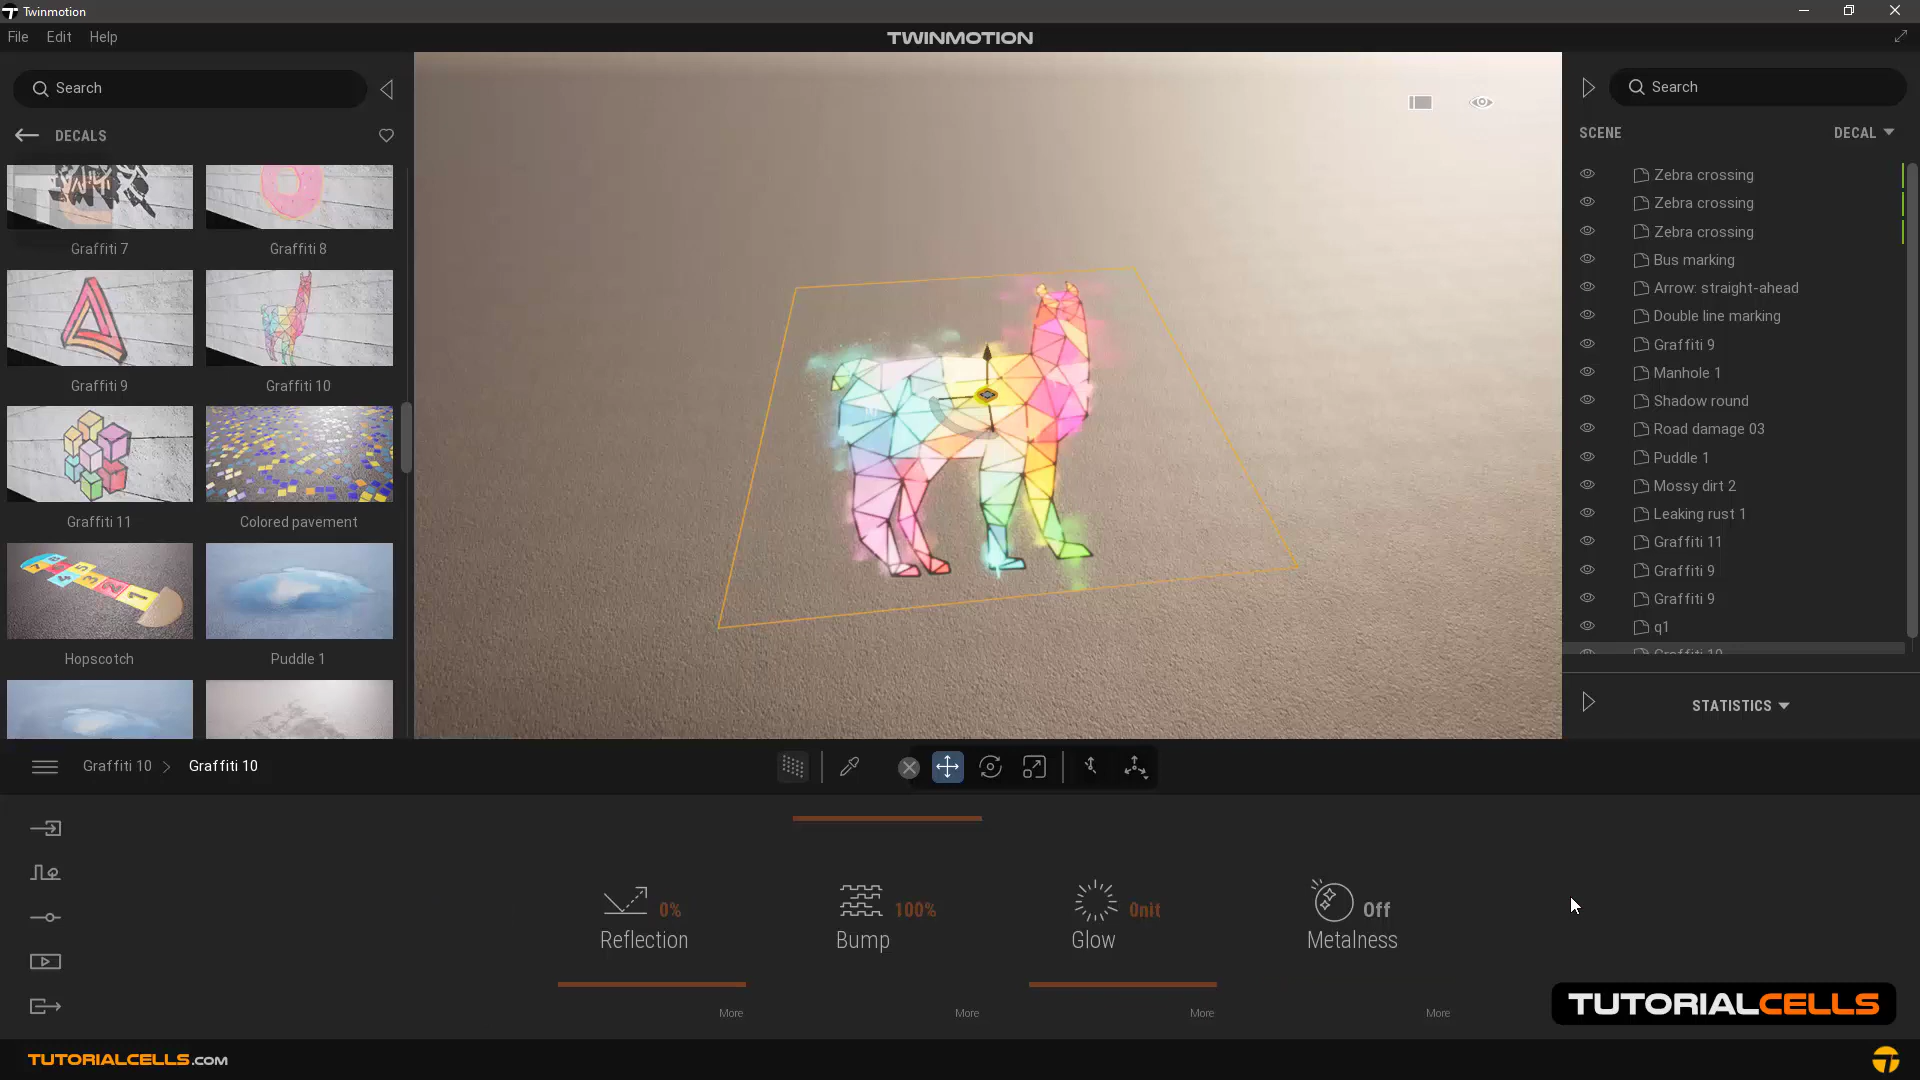 Twinmotion
File Edit Help
TWINMOTION
Search
DECALS
Graffiti 7
Graffiti 8
Graffiti 9
Graffiti 10
Graffiti 11
Colored pavement
Hopscotch
Puddle 1
Search
SCENE
DECAL
Zebra crossing
Zebra crossing
Zebra crossing
Bus marking
Arrow: straight-ahead
Double line marking
Graffiti 9
Manhole 1
Shadow round
Road damage 03
Puddle 1
Mossy dirt 2
Leaking rust 1
Graffiti 11
Graffiti 9
Graffiti 9
q1
Graffiti 10
STATISTICS
Graffiti 10 > Graffiti 10
0%
Reflection
More
100%
Bump
More
0nit
Glow
More
Off
Metalness
More
TUTORIALCELLS
TUTORIALCELLS.COM